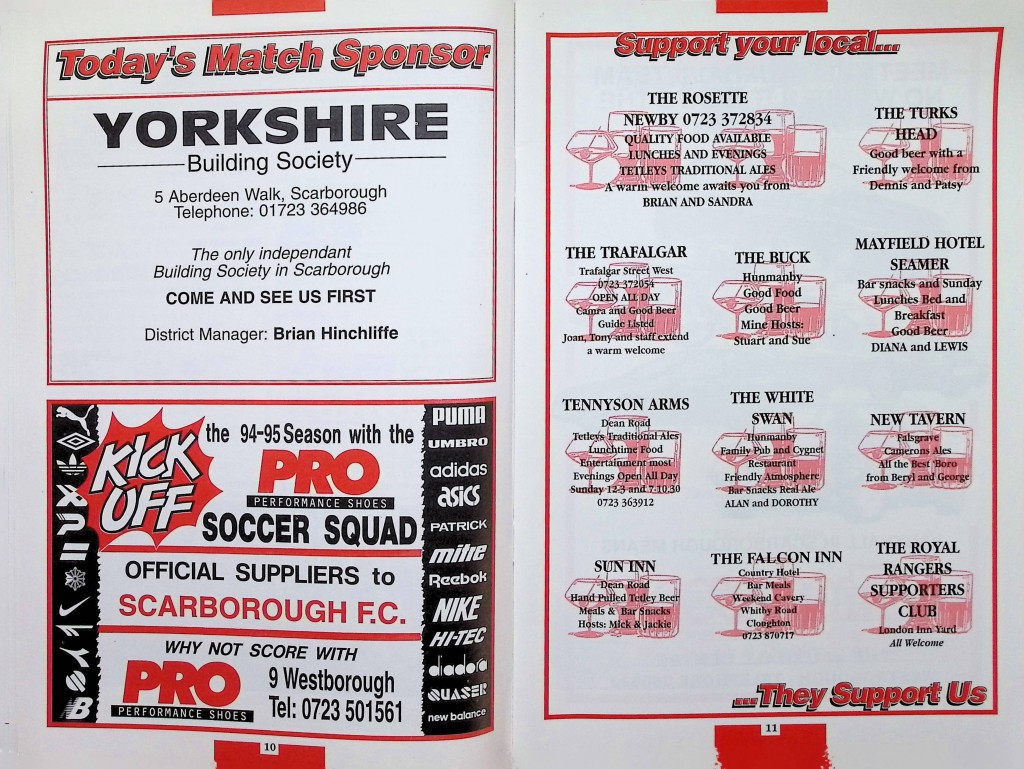 Today's Match Sponsor
YORKSHIRE
Building Society
5 Aberdeen Walk, Scarborough
Telephone: 01723 364986
The only independant
Building Society in Scarborough
COME AND SEE US FIRST
District Manager: Brian Hinchliffe
KICK
OFF
the 94-95 Season with the
PRO
PERFORMANCE SHOES
SOCCER SQUAD
OFFICIAL SUPPLIERS to
SCARBOROUGH F.C.
WHY NOT SCORE WITH
PRO
PERFORMANCE SHOES
9 Westborough
Tel: 0723 501561
PUMA
UMBRO
adidas
asics
PATRICK
mitre
Reebok
NIKE
HI-TEC
diadora
QUASER
new balance
10
Support your local...
THE ROSETTE
NEWBY 0723 372834
QUALITY FOOD AVAILABLE
LUNCHES AND EVENINGS
TETLEYS TRADITIONAL ALES
A warm welcome awaits you from
BRIAN AND SANDRA
THE TURKS
HEAD
Good beer with a
Friendly welcome from
Dennis and Patsy
THE TRAFALGAR
Trafalgar Street West
0723 372054
OPEN ALL DAY
Camra and Good Beer
Guide Listed
Joan, Tony and staff extend
a warm welcome
THE BUCK
Hunmanby
Good Food
Good Beer
Mine Hosts:
Stuart and Sue
MAYFIELD HOTEL
SEAMER
Bar snacks and Sunday
Lunches Bed and
Breakfast
Good Beer
DIANA and LEWIS
TENNYSON ARMS
Dean Road
Tetleys Traditional Ales
Lunchtime Food
Entertainment most
Evenings Open All Day
Sunday 12-3 and 7-10.30
0723 363912
THE WHITE
SWAN
Hunmanby
Family Pub and Cygnet
Restaurant
Friendly Atmosphere
Bar Snacks Real Ale
ALAN and DOROTHY
NEW TAVERN
Falsgrave
Camerons Ales
All the Best 'Boro
from Beryl and George
SUN INN
Dean Road
Hand Pulled Tetley Beer
Meals & Bar Snacks
Hosts: Mick & Jackie
THE FALCON INN
Country Hotel
Bar Meals
Weekend Cavery
Whitby Road
Cloughton
0723 870717
THE ROYAL
RANGERS
SUPPORTERS
CLUB
London Inn Yard
All Welcome
...They Support Us
11